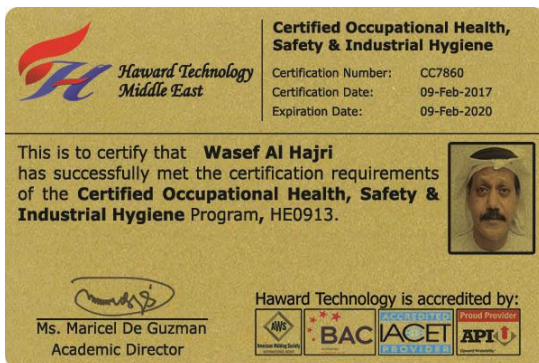 Haward Technology
Middle East
Certified Occupational Health,
Safety & Industrial Hygiene
Certification Number: CC7860
Certification Date: 09-Feb-2017
Expiration Date: 09-Feb-2020
This is to certify that Wasef Al Hajri
has successfully met the certification requirements
of the Certified Occupational Health, Safety &
Industrial Hygiene Program, HE0913.
Ms. Maricel De Guzman
Academic Director
Haward Technology is accredited by:
AWS
American Welding Society
BAC
ACCREDITED
IACET
PROVIDER
Proud Provider
API